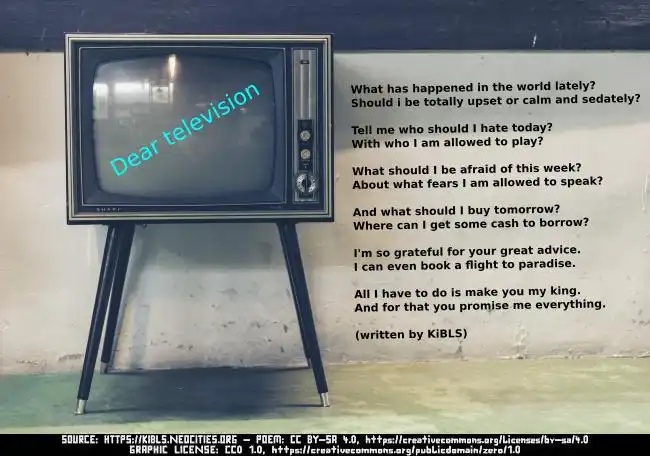 Dear television
What has happened in the world lately?
Should i be totally upset or calm and sedately?
Tell me who should I hate today?
With who I am allowed to play?
What should I be afraid of this week?
About what fears I am allowed to speak?
And what should I buy tomorrow?
Where can I get some cash to borrow?
I'm so grateful for your great advice.
I can even book a flight to paradise.
All I have to do is make you my king.
And for that you promise me everything.
(written by KiBLS)
SHARP
SOURCE: HTTPS://KIBLS.NEOCITIES.ORG – POEM: CC BY-SA 4.0, https://creativecommons.org/licenses/by-sa/4.0
GRAPHIC LICENSE: CC0 1.0, https://creativecommons.org/publicdomain/zero/1.0